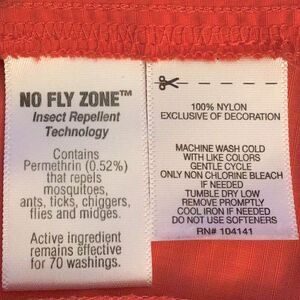 NO FLY ZONE™
Insect Repellent
Technology
Contains
Permethrin (0.52%)
that repels
mosquitoes,
ants, ticks, chiggers,
flies and midges.
Active ingredient
remains effective
for 70 washings.
100% NYLON
EXCLUSIVE OF DECORATION
MACHINE WASH COLD
WITH LIKE COLORS
GENTLE CYCLE
ONLY NON CHLORINE BLEACH
IF NEEDED
TUMBLE DRY LOW
REMOVE PROMPTLY
COOL IRON IF NEEDED
DO NOT USE SOFTENERS
RN# 104141